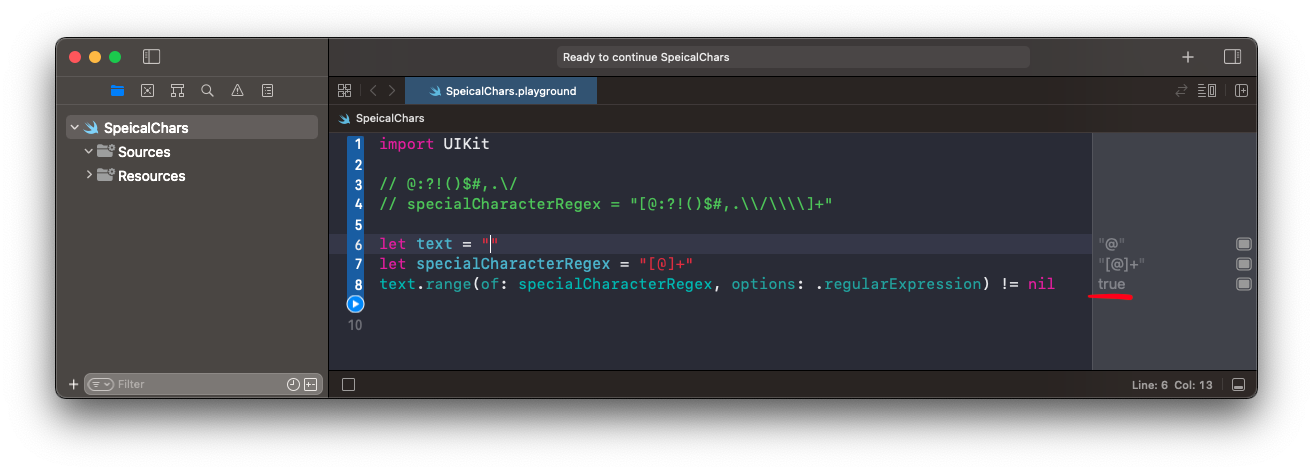 Ready to continue SpeicalChars
SpeicalChars.playground
SpeicalChars
SpeicalChars
Sources
Resources
1 import UIKit
2
3 // @:?!()$#,.\/
4 // specialCharacterRegex = "[@:?!()$#,.\\/\\\\]+"
5
6 let text = "" "@"
7 let specialCharacterRegex = "[@]+" "[@]+"
8 text.range(of: specialCharacterRegex, options: .regularExpression) != nil true
10
Filter
Line: 6 Col: 13